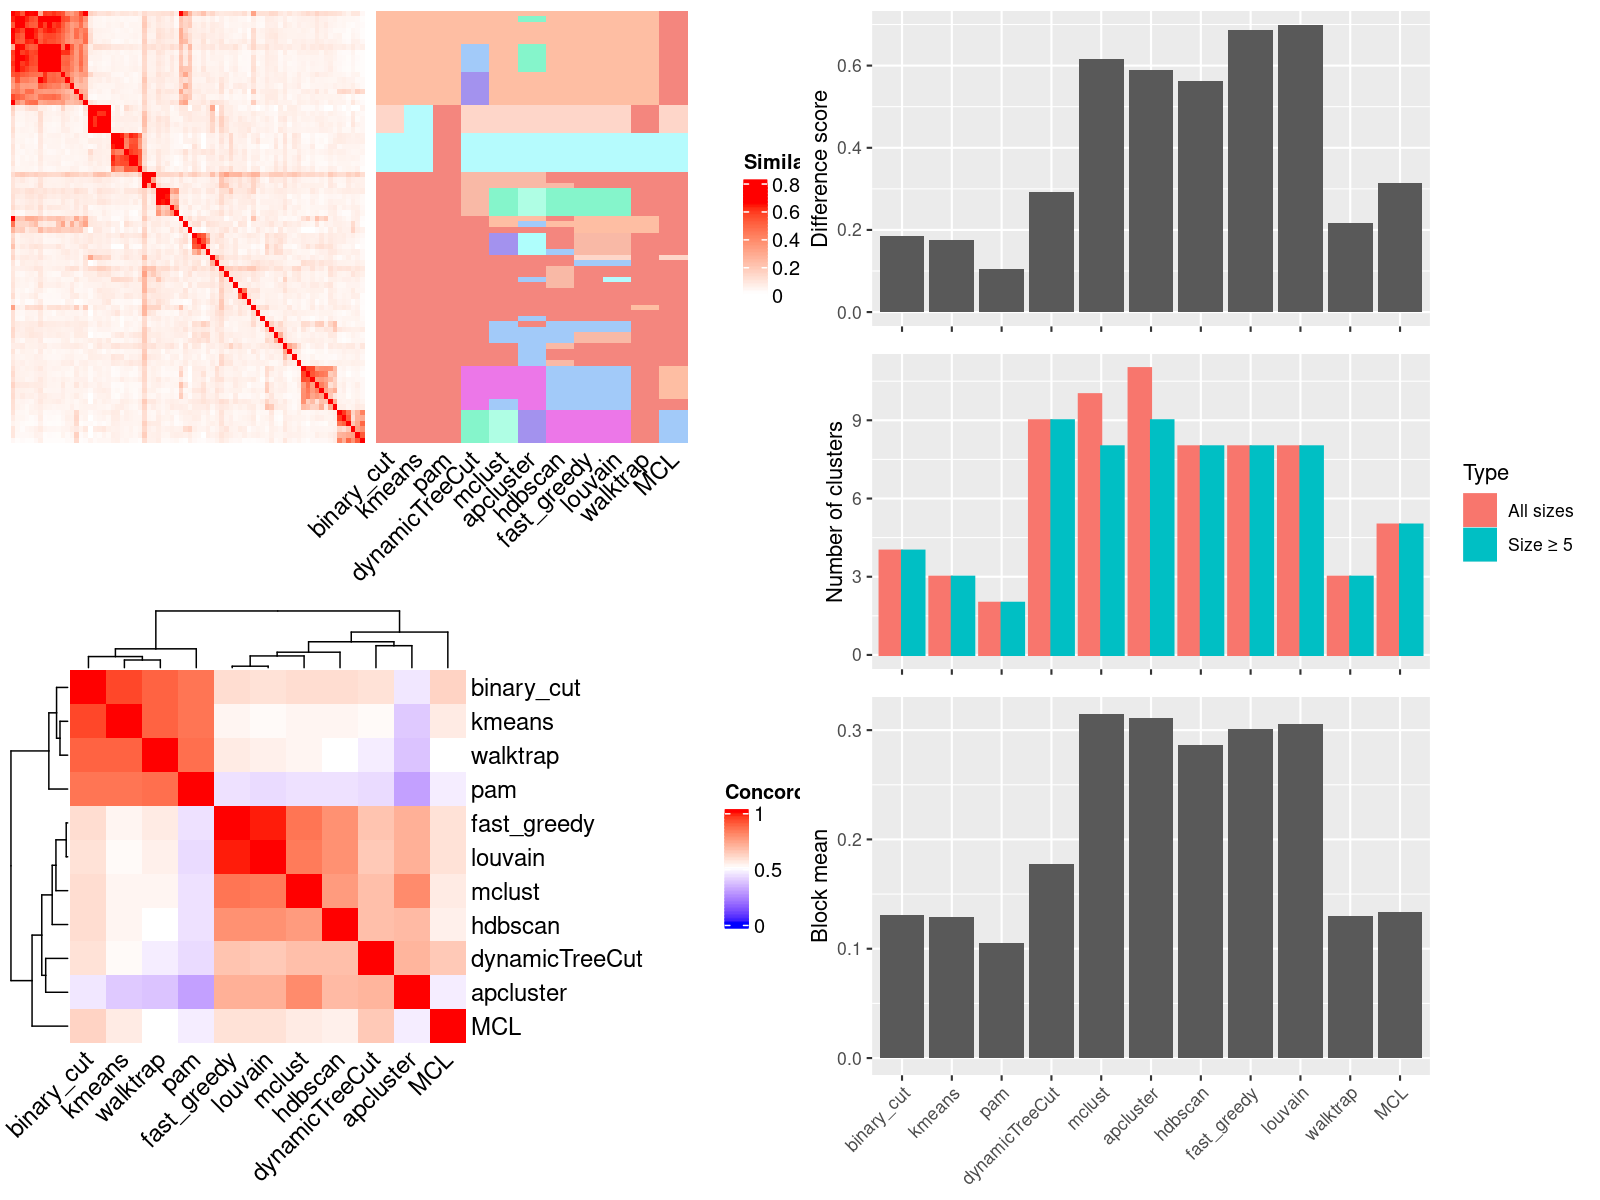 Simila
0.8
0.6
0.4
0.2
0
binary_cut
kmeans
pam
dynamicTreeCut
mclust
apcluster
hdbscan
fast_greedy
louvain
walktrap
MCL
binary_cut
kmeans
walktrap
pam
fast_greedy
louvain
mclust
hdbscan
dynamicTreeCut
apcluster
MCL
Concord
1
0.5
0
binary_cut
kmeans
walktrap
pam
fast_greedy
louvain
mclust
hdbscan
dynamicTreeCut
apcluster
MCL
Difference score
0.6
0.4
0.2
0.0
Number of clusters
9
6
3
0
Type
All sizes
Size ≥ 5
Block mean
0.3
0.2
0.1
0.0
binary_cut
kmeans
pam
dynamicTreeCut
mclust
apcluster
hdbscan
fast_greedy
louvain
walktrap
MCL